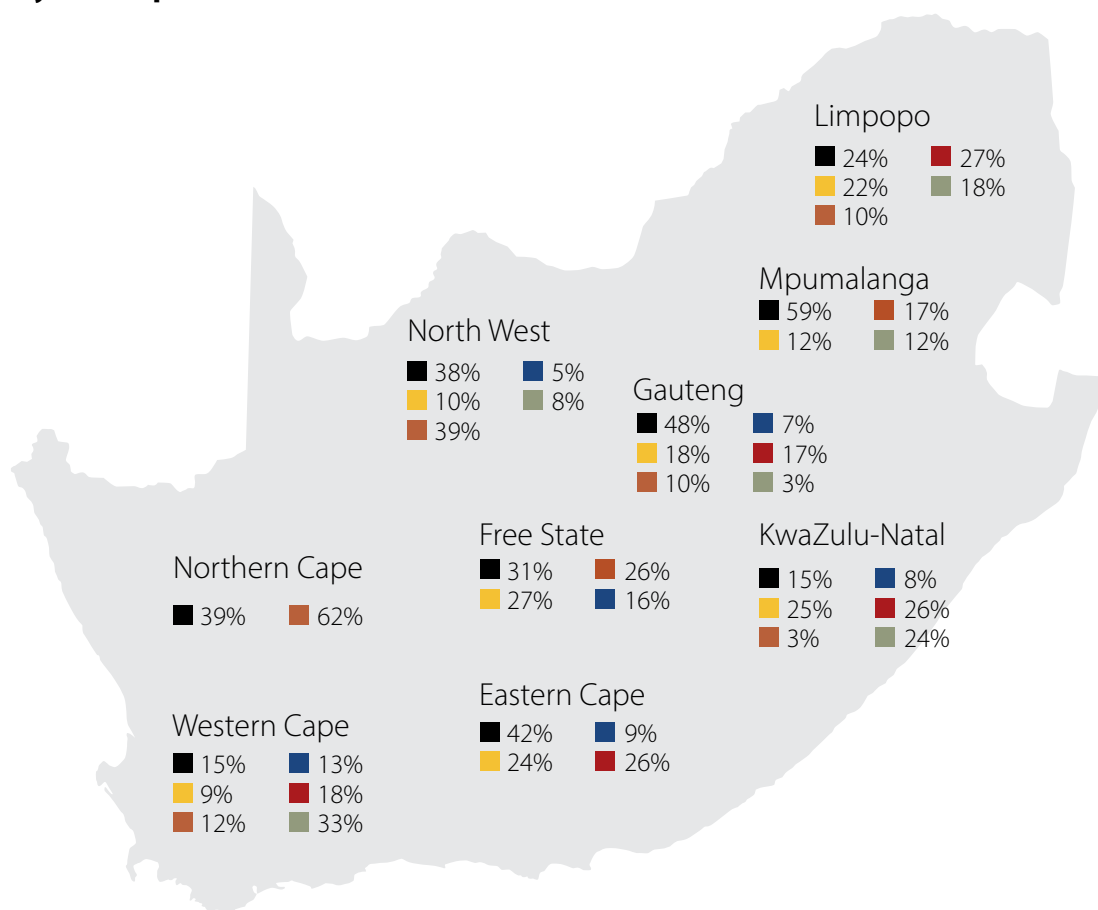 Limpopo
24% 27%
22% 18%
10%
Mpumalanga
59% 17%
12% 12%
North West
38% 5%
10% 8%
39%
Gauteng
48% 7%
18% 17%
10% 3%
Free State
31% 26%
27% 16%
KwaZulu-Natal
15% 8%
25% 26%
3% 24%
Northern Cape
39% 62%
Eastern Cape
42% 9%
24% 26%
Western Cape
15% 13%
9% 18%
12% 33%